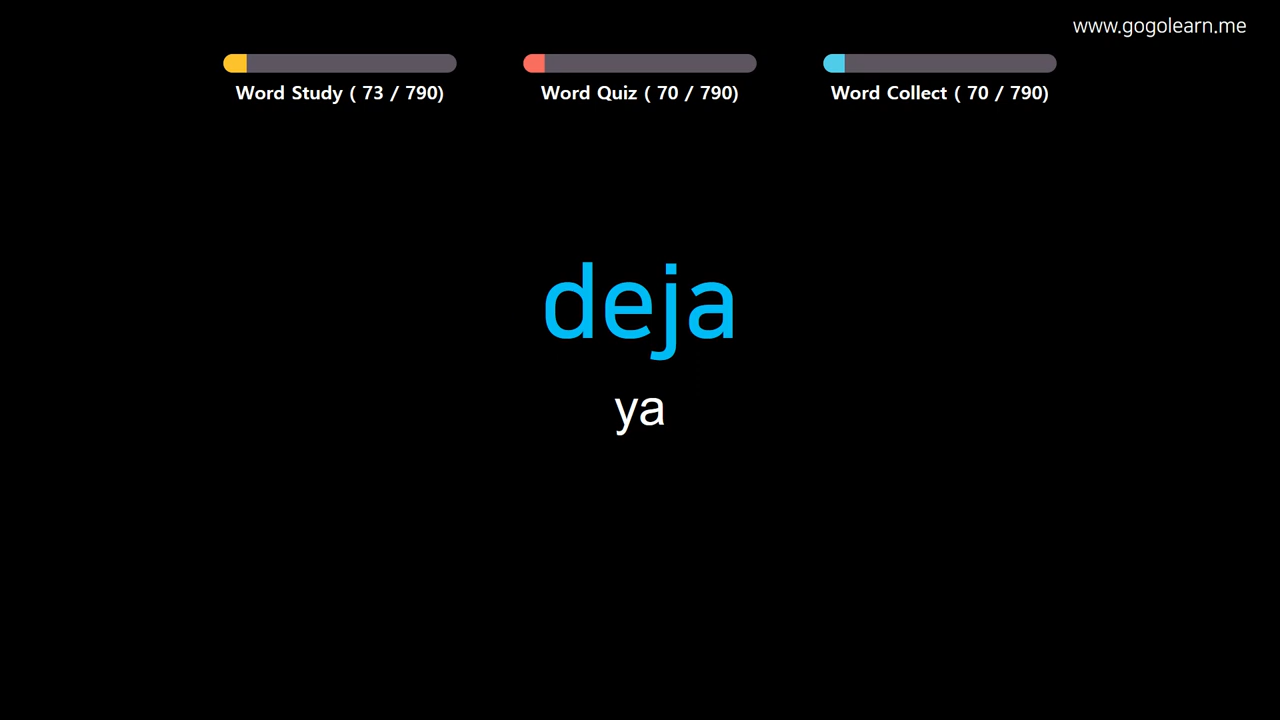 www.gogolearn.me
Word Study ( 73 / 790)
Word Quiz ( 70 / 790)
Word Collect ( 70 / 790)
deja
ya